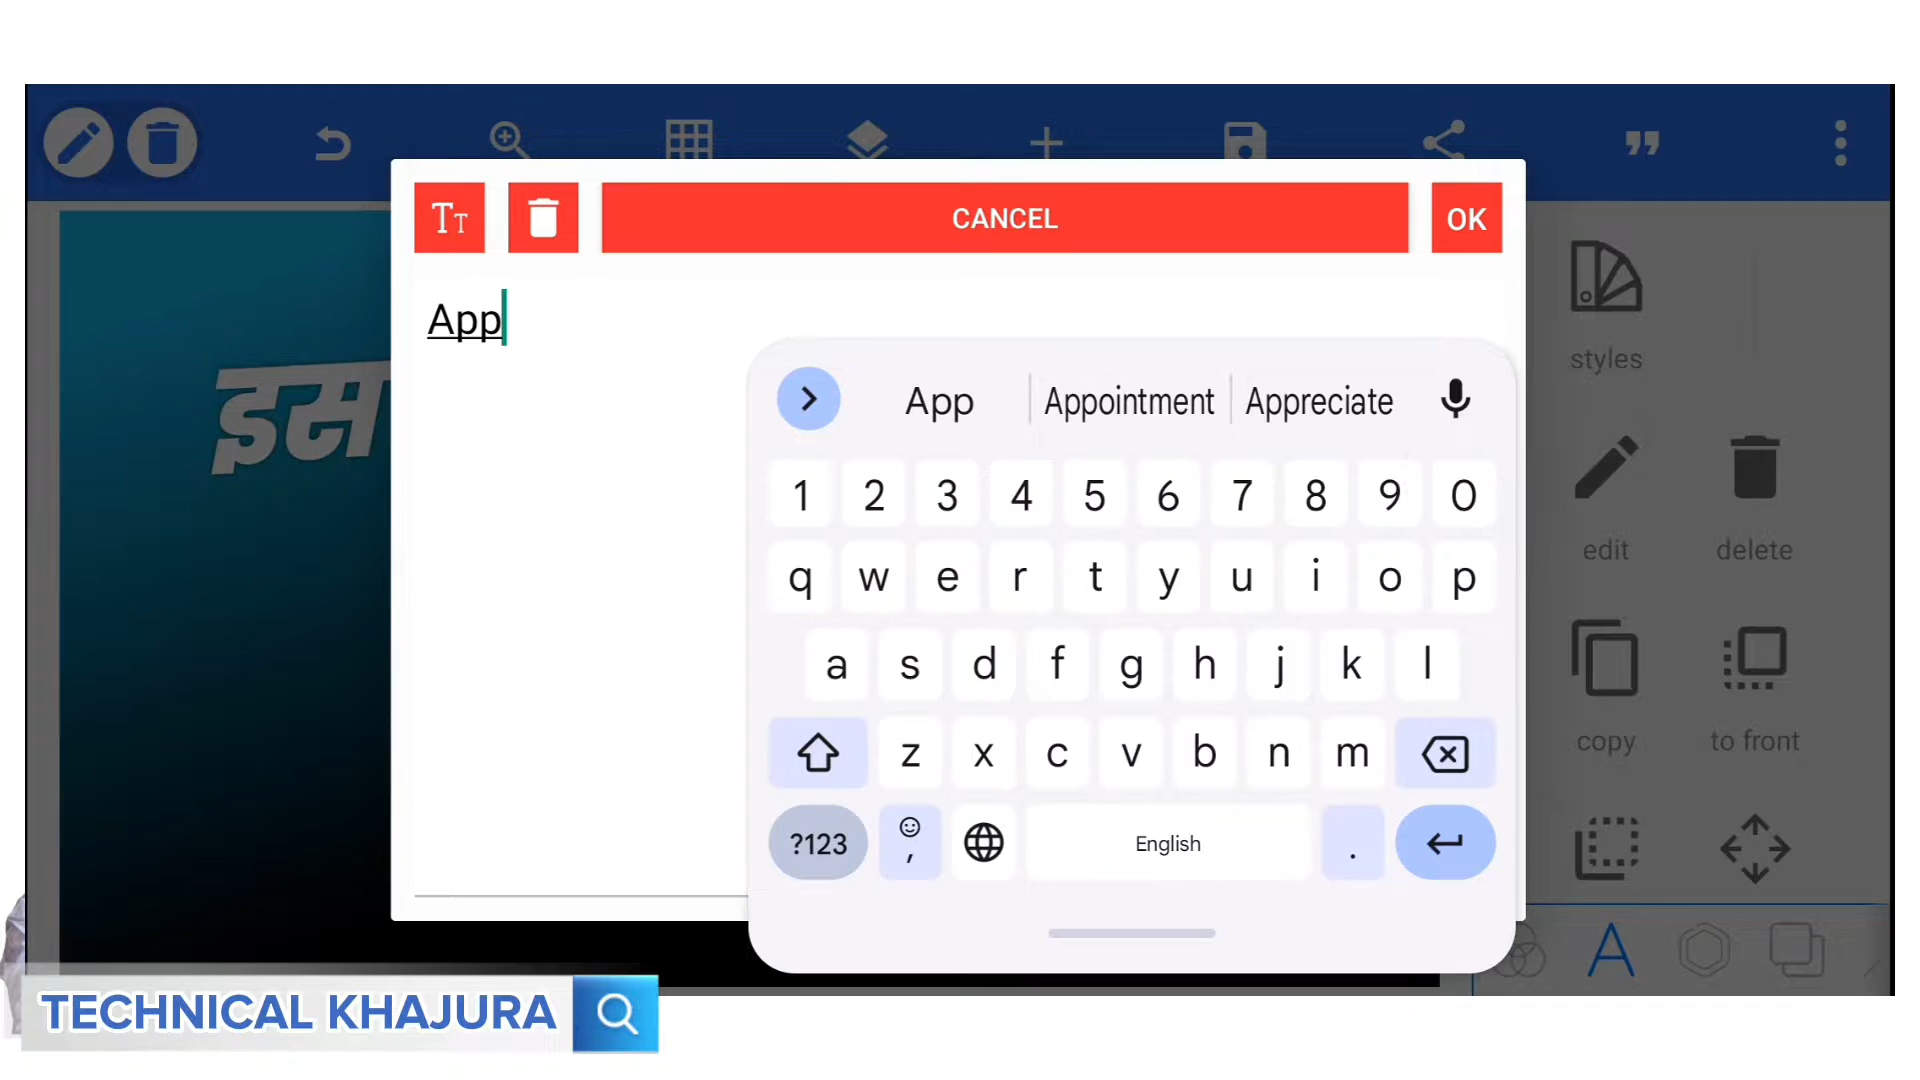 CANCEL
OK
App
इस
styles
App Appointment Appreciate
1 2 3 4 5 6 7 8 9 0
edit delete
q w e r t y u i o p
a s d f g h j k l
copy to front
z x c v b n m
?123 , English .
TECHNICAL KHAJURA